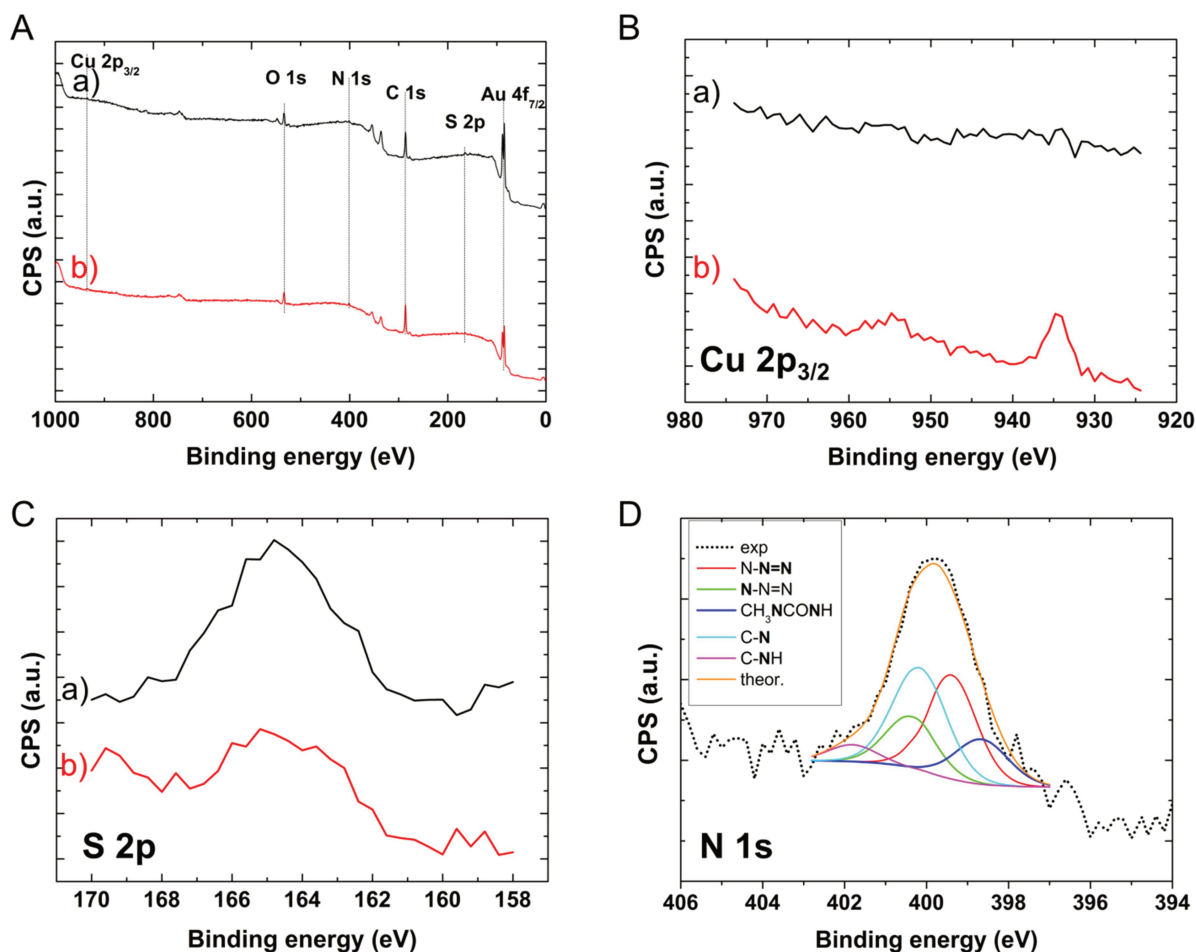 A
Cu 2p3/2
a)
O 1s
N 1s
C 1s
S 2p
Au 4f7/2
b)
CPS (a.u.)
1000 800 600 400 200 0
Binding energy (eV)
B
a)
b)
Cu 2p3/2
CPS (a.u.)
980 970 960 950 940 930 920
Binding energy (eV)
C
a)
b)
S 2p
CPS (a.u.)
170 168 166 164 162 160 158
Binding energy (eV)
D
exp
N-N=N
N-N=N
CH3NCONH
C-N
C-NH
theor.
N 1s
CPS (a.u.)
406 404 402 400 398 396 394
Binding energy (eV)